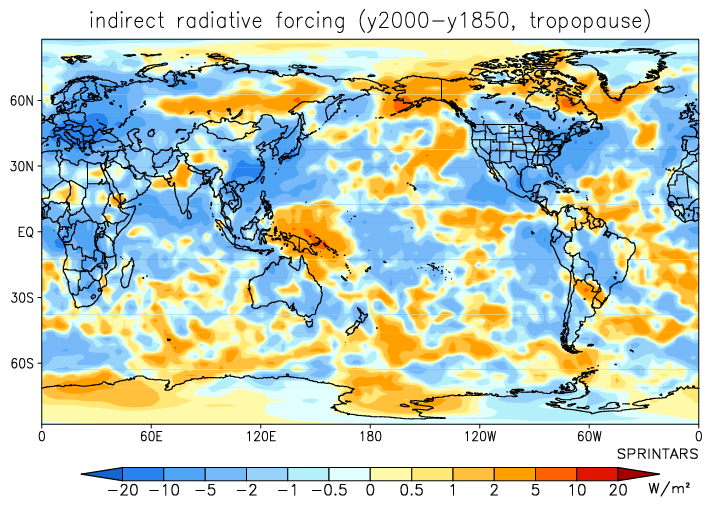 indirect radiative forcing (y2000−y1850, tropopause)
60N
30N
EQ
30S
60S
0 60E 120E 180 120W 60W 0
SPRINTARS
−20 −10 −5 −2 −1 −0.5 0 0.5 1 2 5 10 20 W/m²